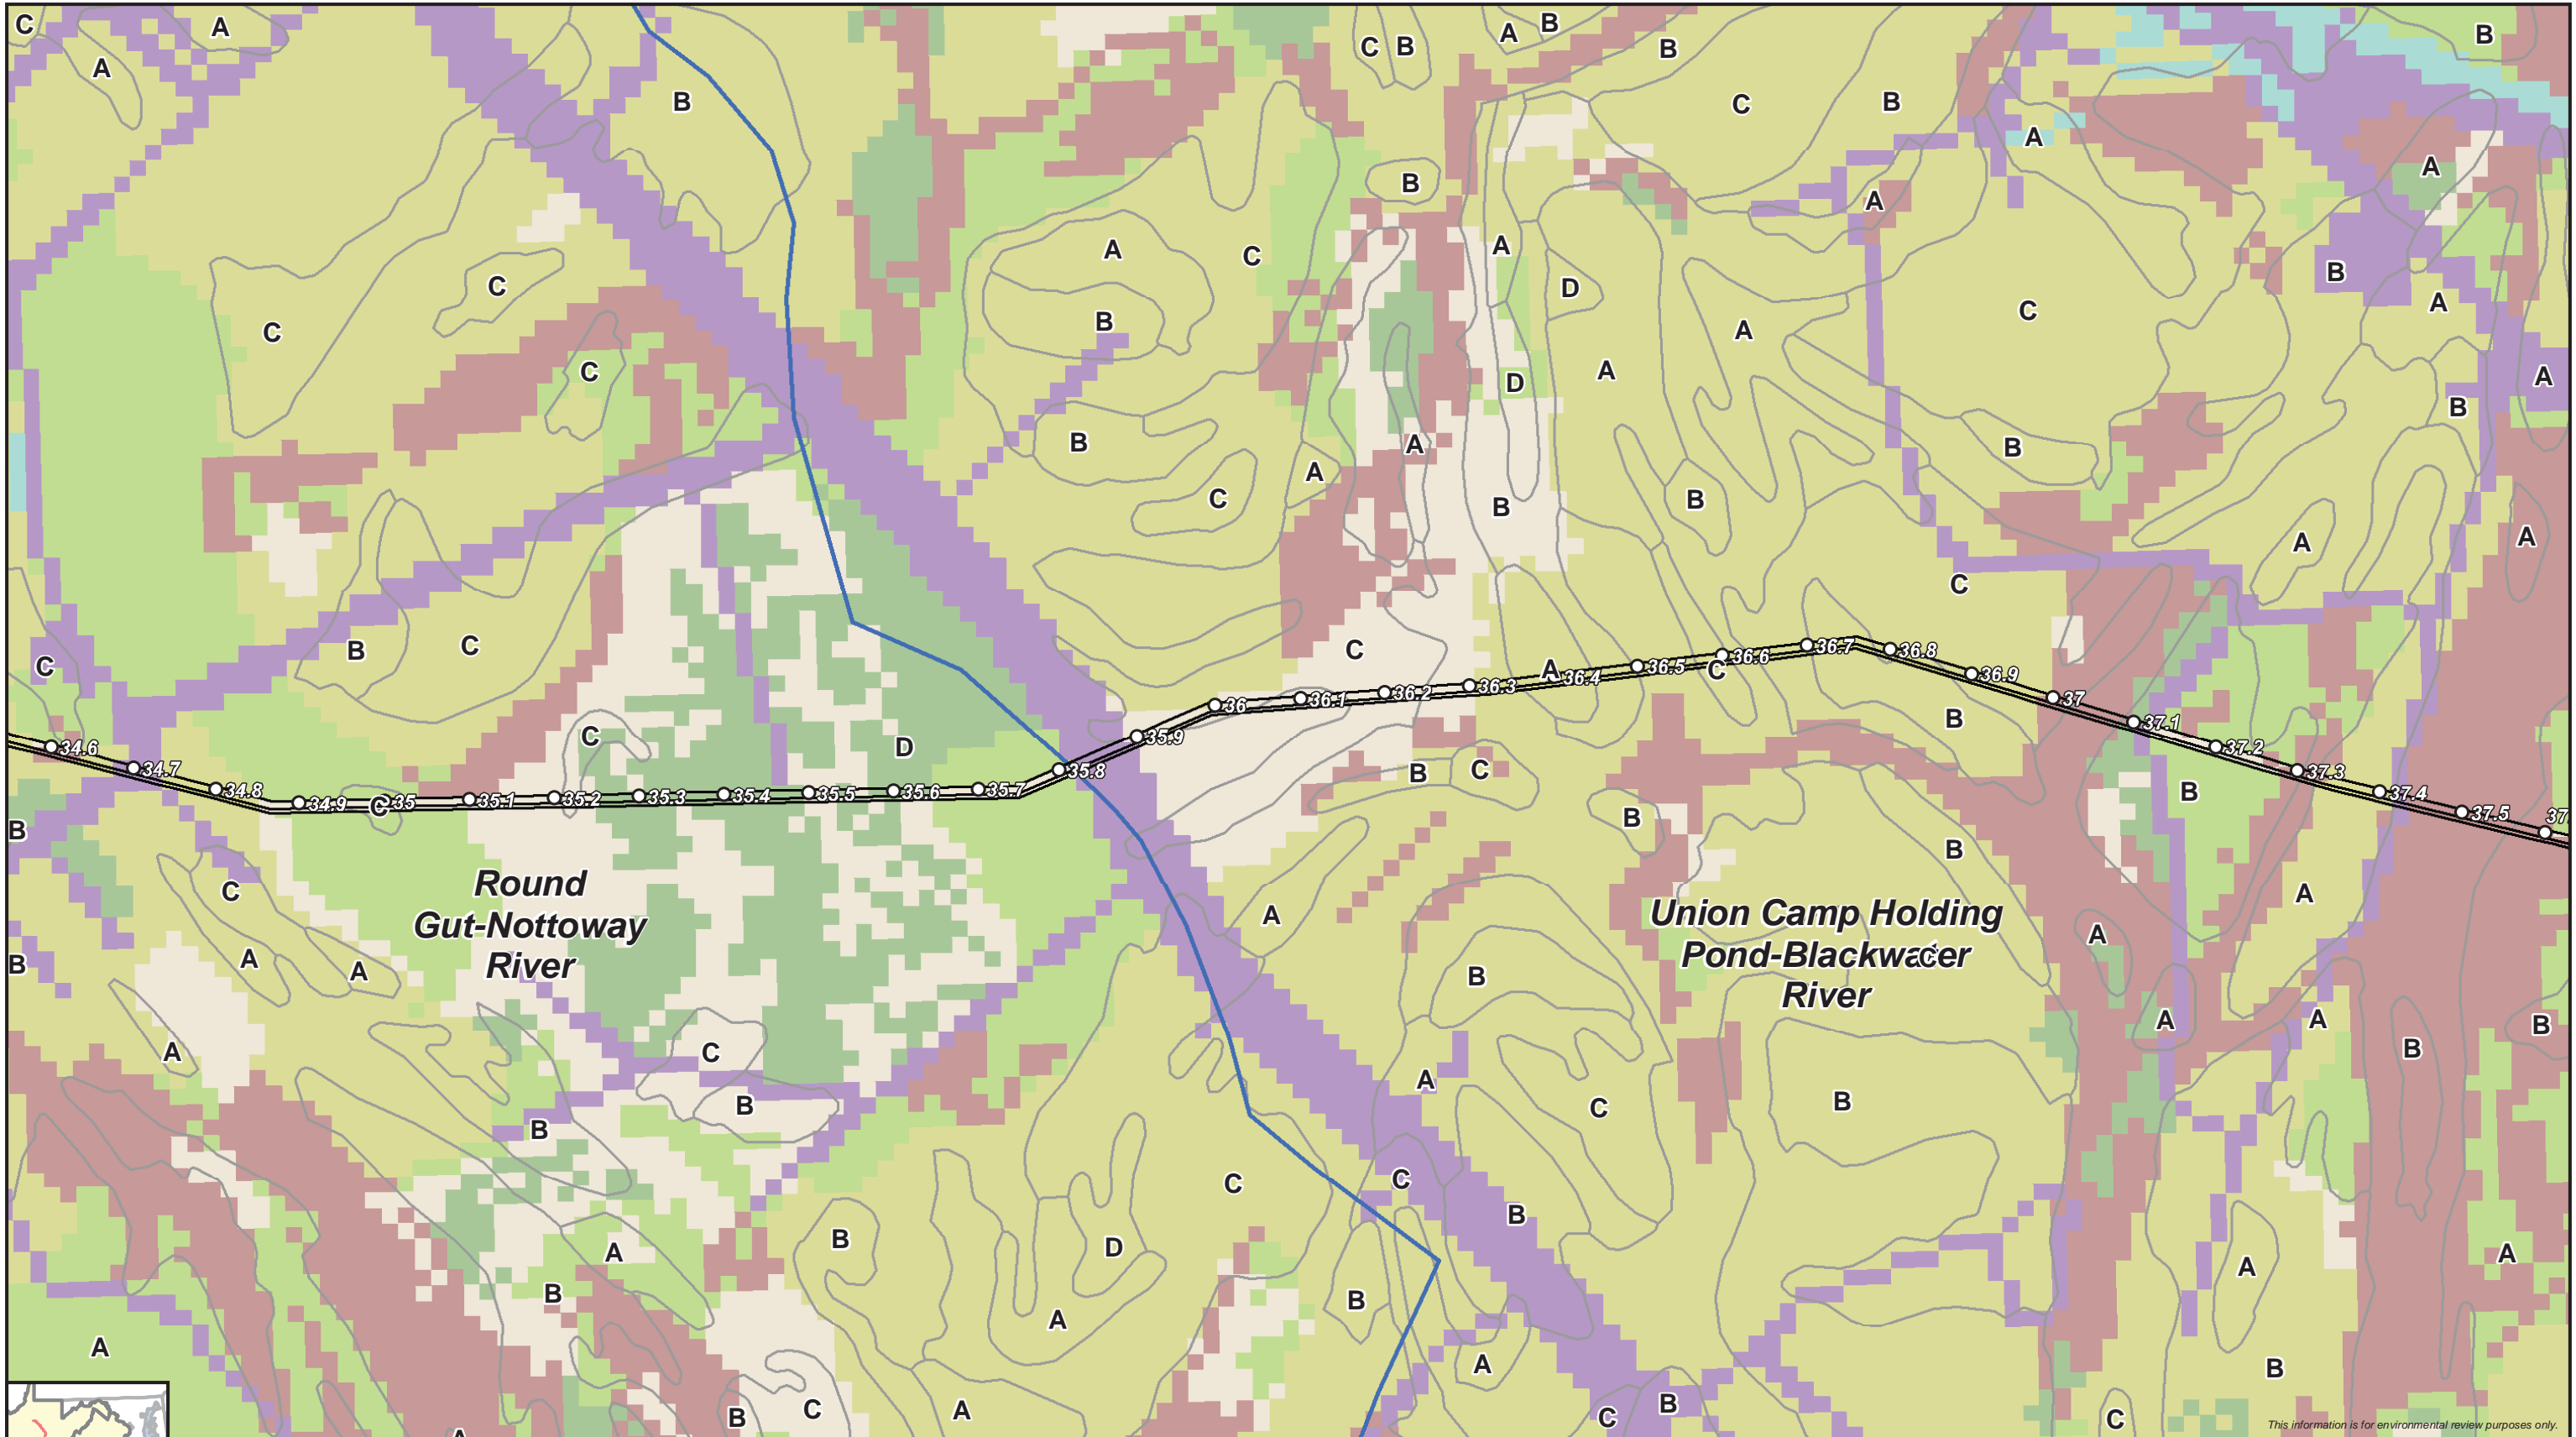 C A B C B A B B B
A B C B
A A
B A
A C A D B
C C B A C A
C C D A A B
B C A A B B
C B A A
B C C C
34.6 34.7 34.8 34.9 C 35 35.1 35.2 35.3 35.4 35.5 35.6 35.7 35.8 35.9 36 36.1 36.2 36.3 A 36.4 36.5 C 36.6 36.7 36.8 36.9 37 37.1 37.2 37.3 37.4 37.5 37
C D B C B
B B B B
C A A
Round
Gut-Nottoway
River
Union Camp Holding
Pond-Blackwater
River
B A A B A
A C A C B A A B B
B B
C C B
A B D A A
B A B
A A B
B C A C B C
This information is for environmental review purposes only.